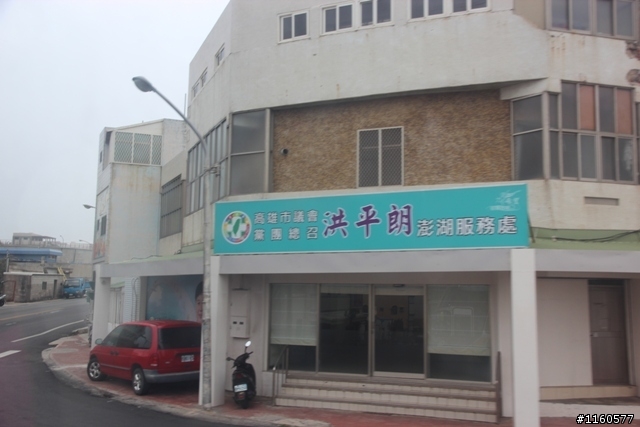 高雄市議會
黨團總召
洪平朗
澎湖服務處
#1160577